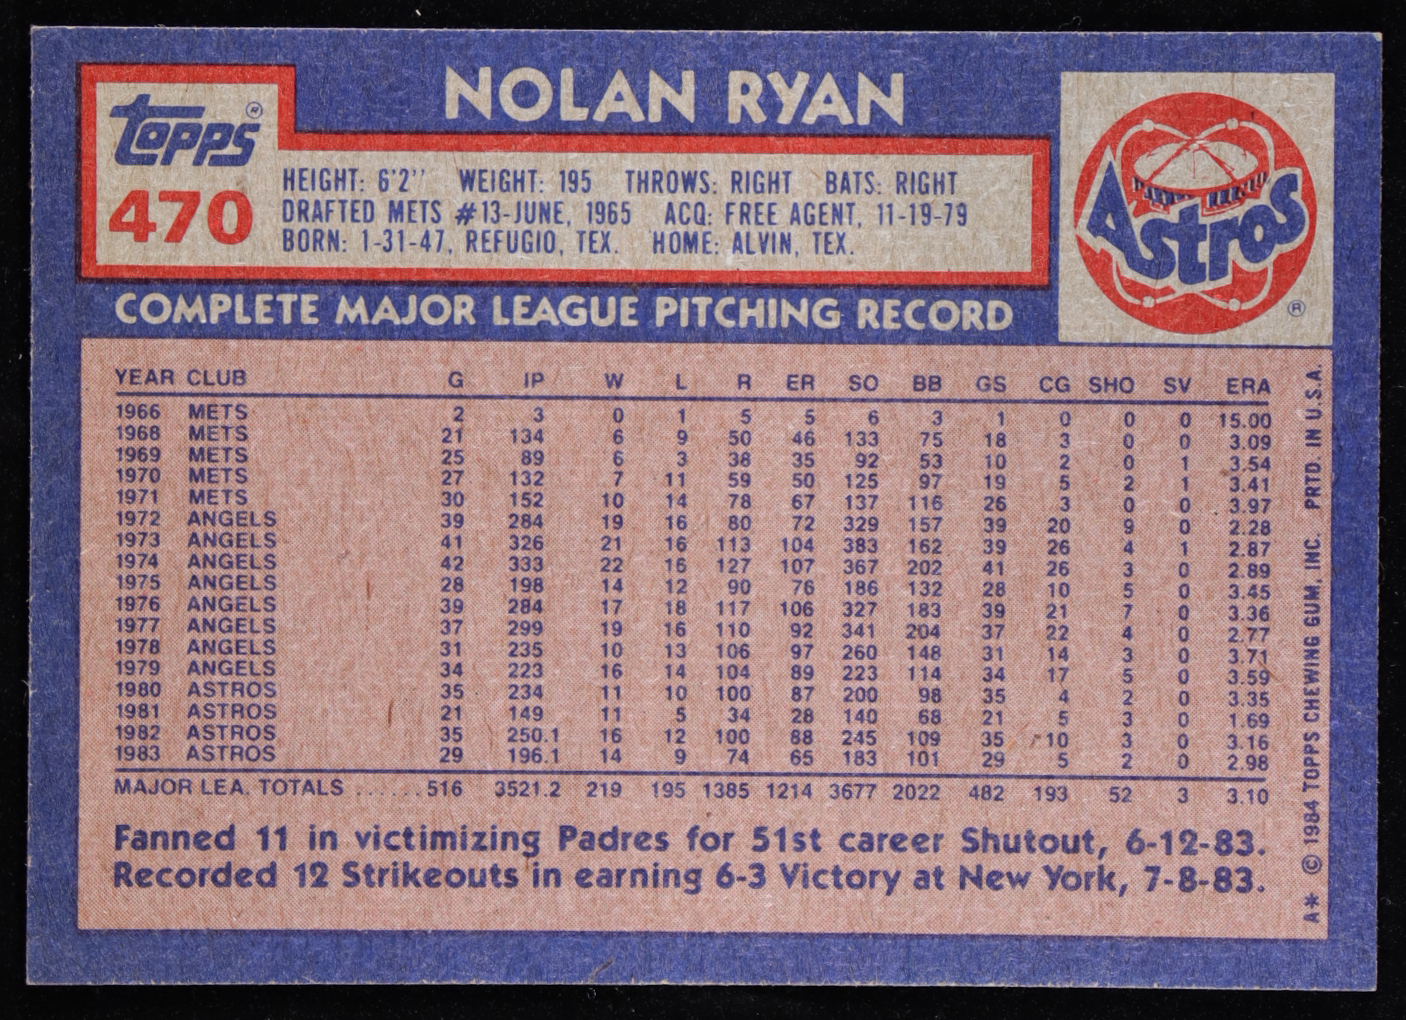 NOLAN RYAN
Topps®
470
HEIGHT: 6'2'' WEIGHT: 195 THROWS: RIGHT BATS: RIGHT
DRAFTED METS #13-JUNE, 1965 ACQ: FREE AGENT, 11-19-79
BORN: 1-31-47, REFUGIO, TEX. HOME: ALVIN, TEX.
Astros
®
COMPLETE MAJOR LEAGUE PITCHING RECORD
YEAR CLUB G IP W L R ER SO BB GS CG SHO SV ERA
1966 METS 2 3 0 1 5 5 6 3 1 0 0 0 15.00
1968 METS 21 134 6 9 50 46 133 75 18 3 0 0 3.09
1969 METS 25 89 6 3 38 35 92 53 10 2 0 1 3.54
1970 METS 27 132 7 11 59 50 125 97 19 5 2 1 3.41
1971 METS 30 152 10 14 78 67 137 116 26 3 0 0 3.97
1972 ANGELS 39 284 19 16 80 72 329 157 39 20 9 0 2.28
1973 ANGELS 41 326 21 16 113 104 383 162 39 26 4 1 2.87
1974 ANGELS 42 333 22 16 127 107 367 202 41 26 3 0 2.89
1975 ANGELS 28 198 14 12 90 76 186 132 28 10 5 0 3.45
1976 ANGELS 39 284 17 18 117 106 327 183 39 21 7 0 3.36
1977 ANGELS 37 299 19 16 110 92 341 204 37 22 4 0 2.77
1978 ANGELS 31 235 10 13 106 97 260 148 31 14 3 0 3.71
1979 ANGELS 34 223 16 14 104 89 223 114 34 17 5 0 3.59
1980 ASTROS 35 234 11 10 100 87 200 98 35 4 2 0 3.35
1981 ASTROS 21 149 11 5 34 28 140 68 21 5 3 0 1.69
1982 ASTROS 35 250.1 16 12 100 88 245 109 35 10 3 0 3.16
1983 ASTROS 29 196.1 14 9 74 65 183 101 29 5 2 0 2.98
MAJOR LEA. TOTALS ......516 3521.2 219 195 1385 1214 3677 2022 482 193 52 3 3.10
Fanned 11 in victimizing Padres for 51st career Shutout, 6-12-83.
Recorded 12 Strikeouts in earning 6-3 Victory at New York, 7-8-83.
A* © 1984 TOPPS CHEWING GUM, INC. PRTD. IN U.S.A.